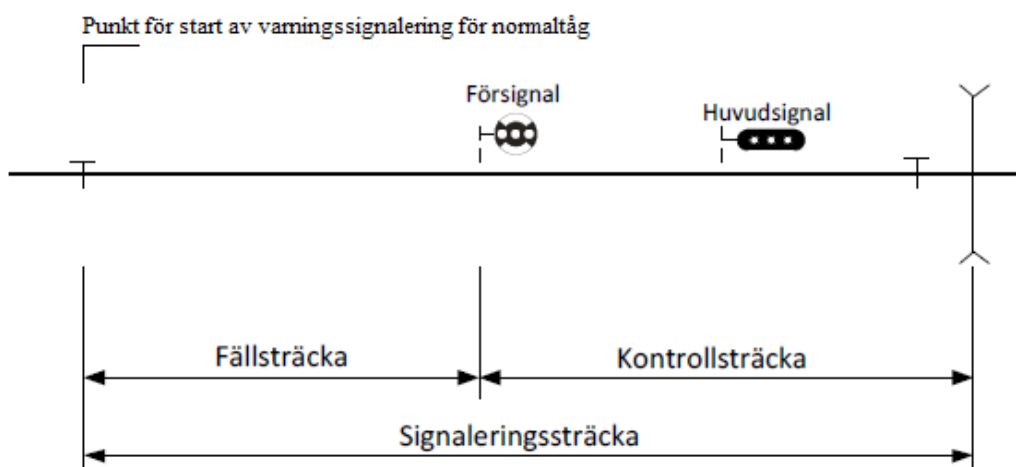 Punkt för start av varningssignalering för normaltåg
Försignal
Huvudsignal
Fällsträcka
Kontrollsträcka
Signaleringssträcka